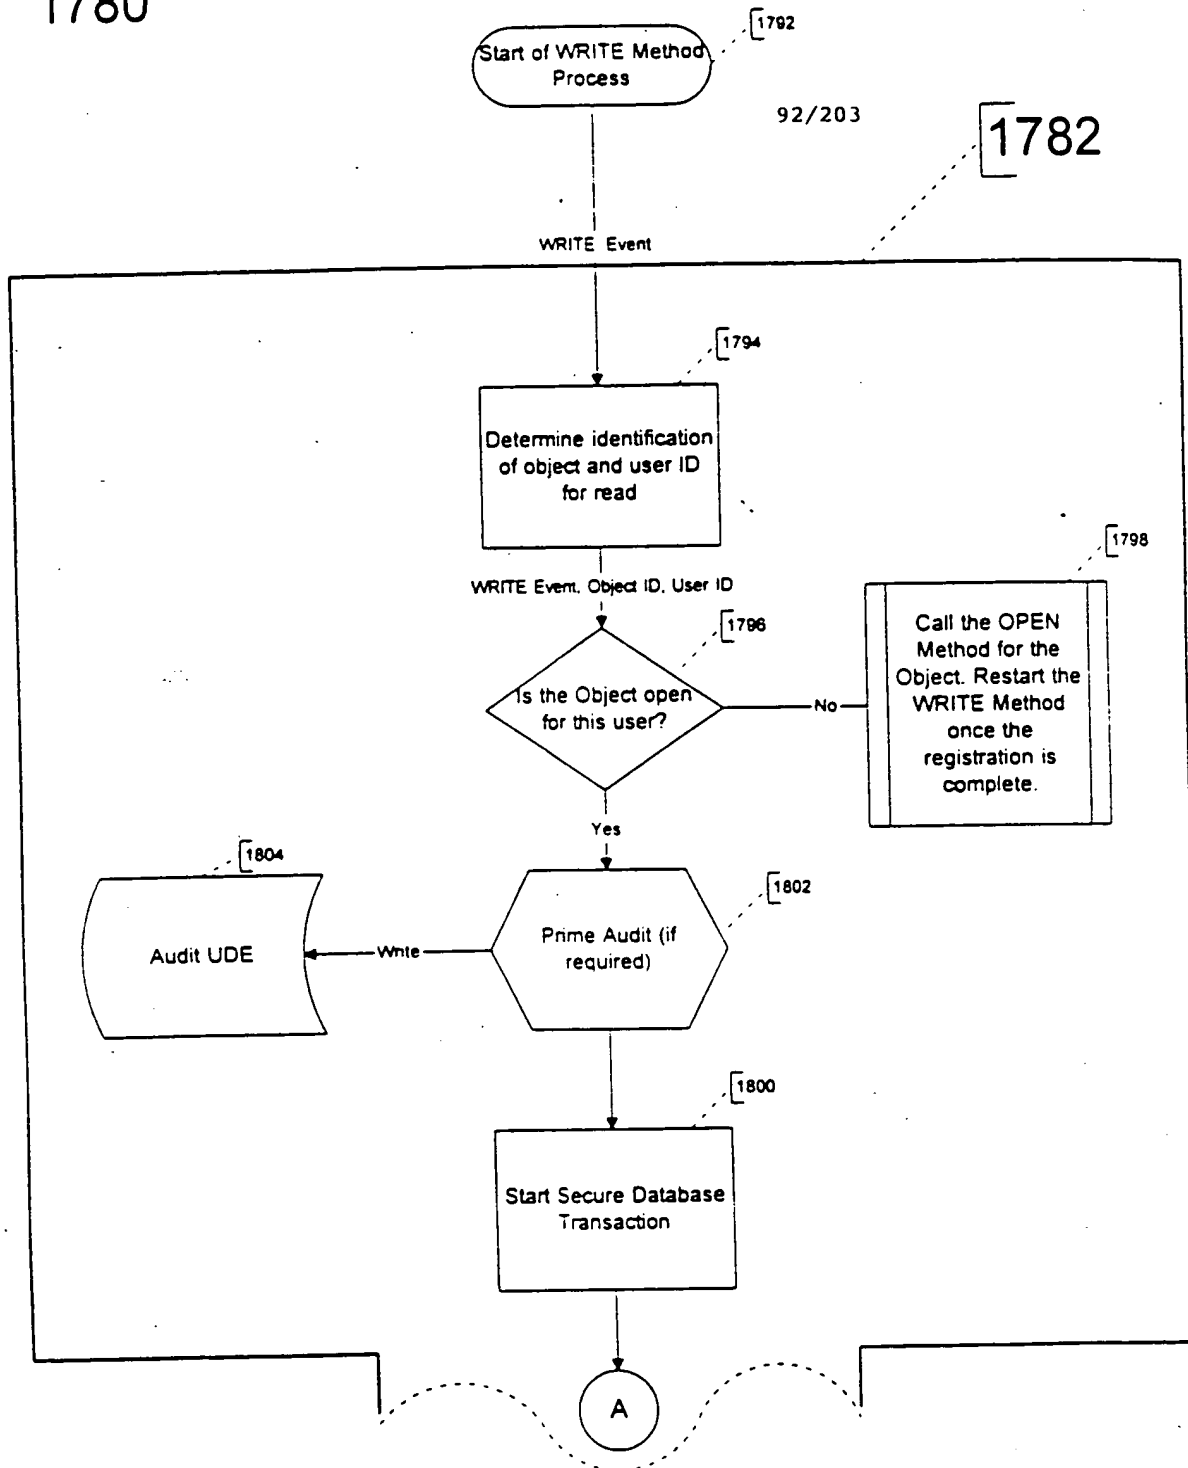 1780
1792
Start of WRITE Method
Process
92/203
1782
WRITE Event
1794
Determine identification
of object and user ID
for read
WRITE Event, Object ID, User ID
1796
1798
Is the Object open
for this user?
No
Call the OPEN
Method for the
Object. Restart the
WRITE Method
once the
registration is
complete.
Yes
1804
1802
Audit UDE
Write
Prime Audit (if
required)
1800
Start Secure Database
Transaction
A